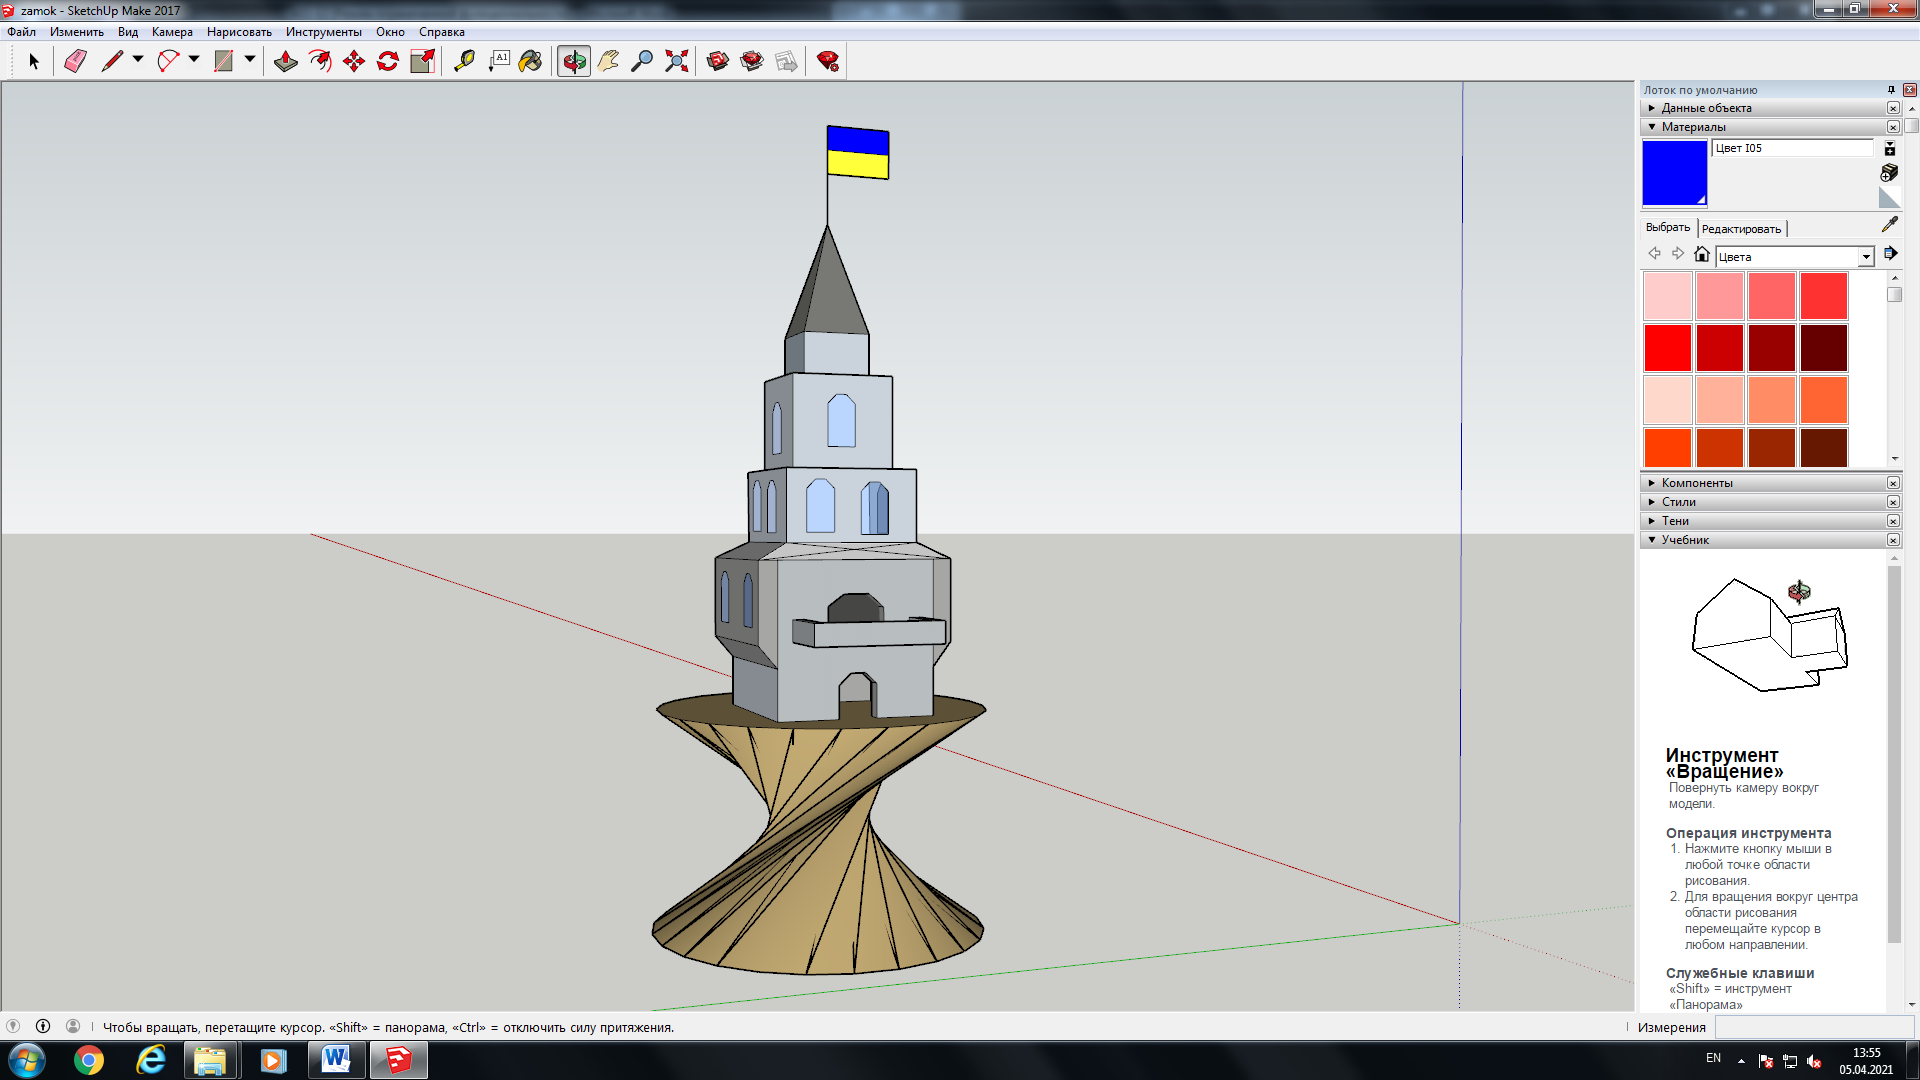 zamok - SketchUp Make 2017
Файл Изменить Вид Камера Нарисовать Инструменты Окно Справка
A1
Лоток по умолчанию
Данные объекта
Материалы
Цвет I05
Выбрать Редактировать
Цвета
Компоненты
Стили
Тени
Учебник
Инструмент
«Вращение»
Повернуть камеру вокруг
модели.
Операция инструмента
1. Нажмите кнопку мыши в
любой точке области
рисования.
2. Для вращения вокруг центра
области рисования
перемещайте курсор в
любом направлении.
Служебные клавиши
«Shift» = инструмент
«Панорама»
Чтобы вращать, перетащите курсор. «Shift» = панорама, «Ctrl» = отключить силу притяжения.
Измерения
EN
13:55
05.04.2021